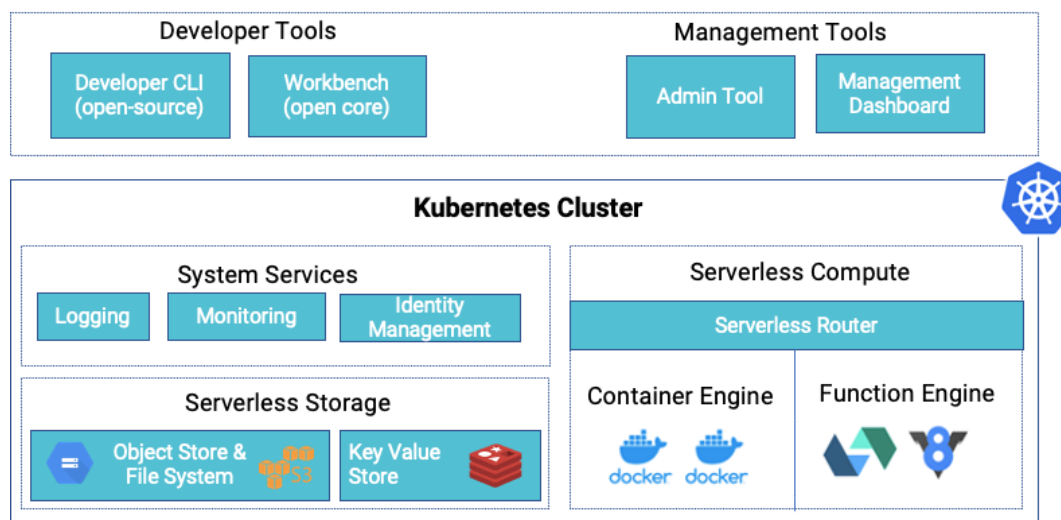 Developer Tools
Management Tools
Developer CLI
(open-source)
Workbench
(open core)
Admin Tool
Management
Dashboard
Kubernetes Cluster
System Services
Logging
Monitoring
Identity
Management
Serverless Storage
Object Store &
File System
S3
Key Value
Store
Serverless Compute
Serverless Router
Container Engine
docker
docker
Function Engine
8